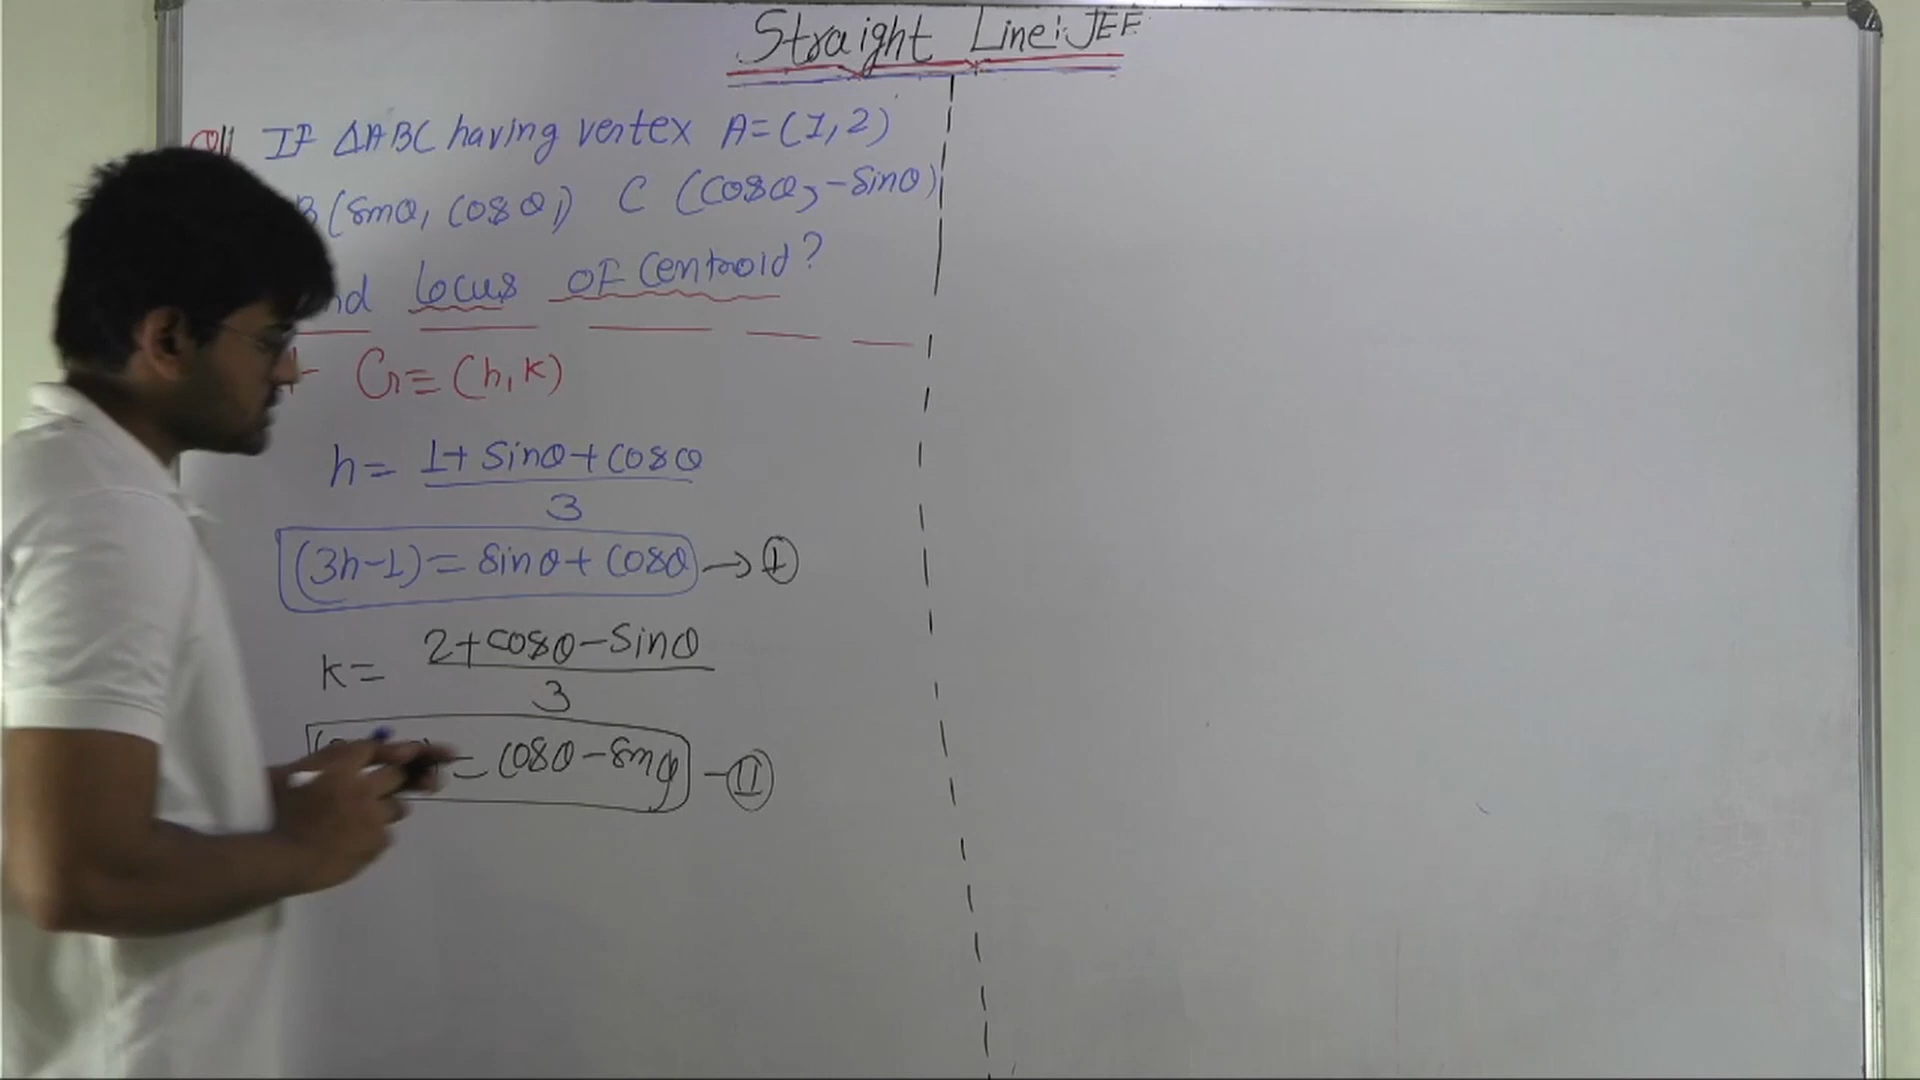 Straight Line: JEE
Q1 IF ΔABC having vertex A=(1,2)
B(sinθ, cosθ) C (cosθ, -sinθ)
locus OF Centroid?
G≡(h,k)
h= 1+ sinθ+cosθ
3
(3h-1)= sinθ+ cosθ → I
k= 2+cosθ-sinθ
3
= cosθ-sinθ - II